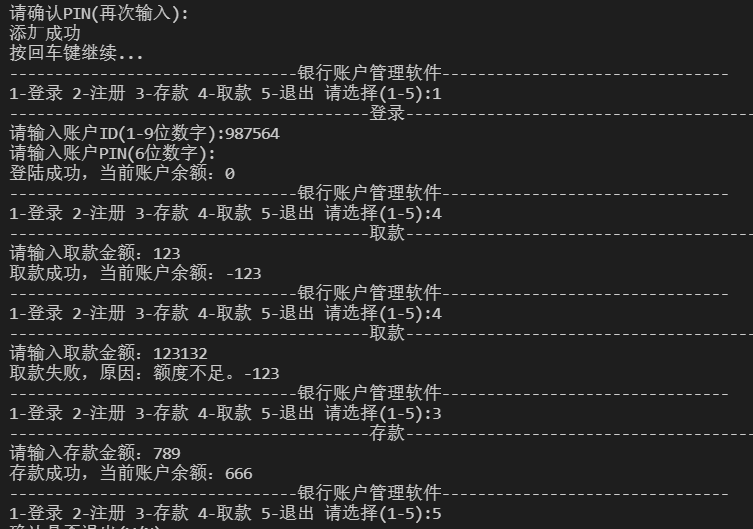 请确认PIN(再次输入):
添加成功
按回车键继续...
--------------------------------银行账户管理软件--------------------------------
1-登录 2-注册 3-存款 4-取款 5-退出 请选择(1-5):1
----------------------------------------登录----------------------------------------
请输入账户ID(1-9位数字):987564
请输入账户PIN(6位数字):
登陆成功，当前账户余额：0
--------------------------------银行账户管理软件--------------------------------
1-登录 2-注册 3-存款 4-取款 5-退出 请选择(1-5):4
----------------------------------------取款----------------------------------------
请输入取款金额：123
取款成功，当前账户余额：-123
--------------------------------银行账户管理软件--------------------------------
1-登录 2-注册 3-存款 4-取款 5-退出 请选择(1-5):4
----------------------------------------取款----------------------------------------
请输入取款金额：123132
取款失败，原因：额度不足。-123
--------------------------------银行账户管理软件--------------------------------
1-登录 2-注册 3-存款 4-取款 5-退出 请选择(1-5):3
----------------------------------------存款----------------------------------------
请输入存款金额：789
存款成功，当前账户余额：666
--------------------------------银行账户管理软件--------------------------------
1-登录 2-注册 3-存款 4-取款 5-退出 请选择(1-5):5